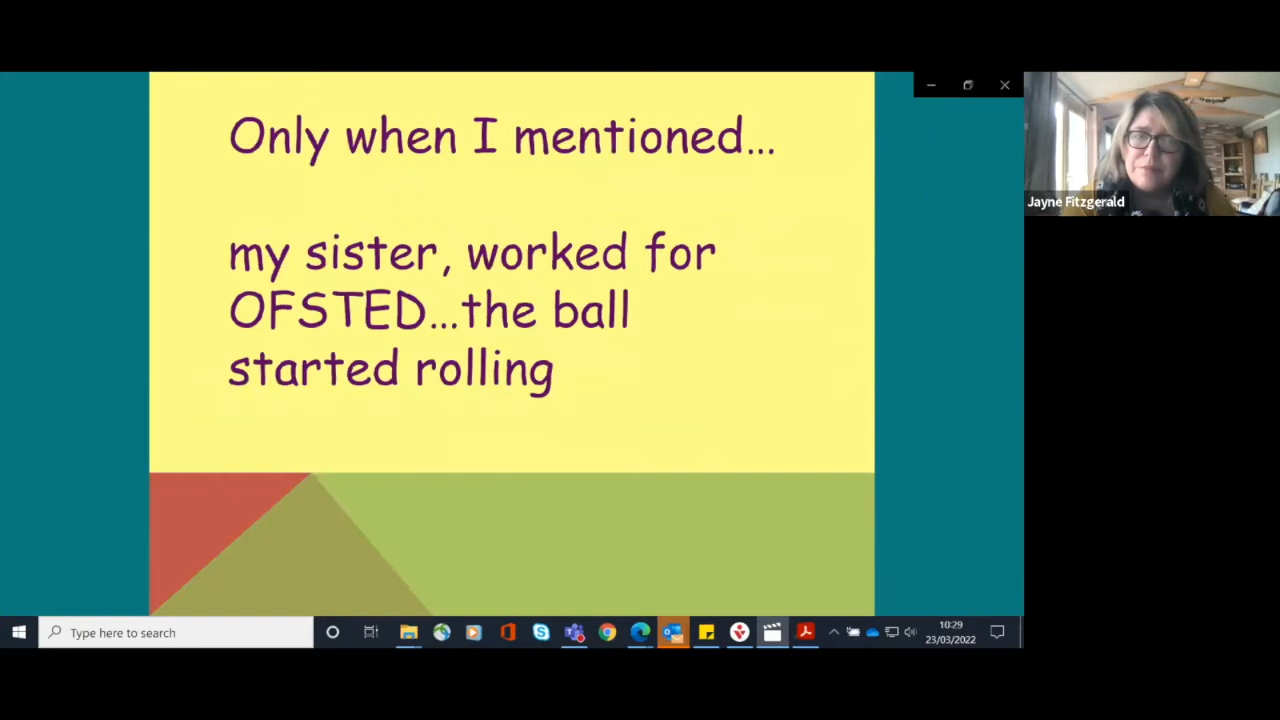 Only when I mentioned...
my sister, worked for
OFSTED...the ball
started rolling
Jayne Fitzgerald
Type here to search
10:29
23/03/2022